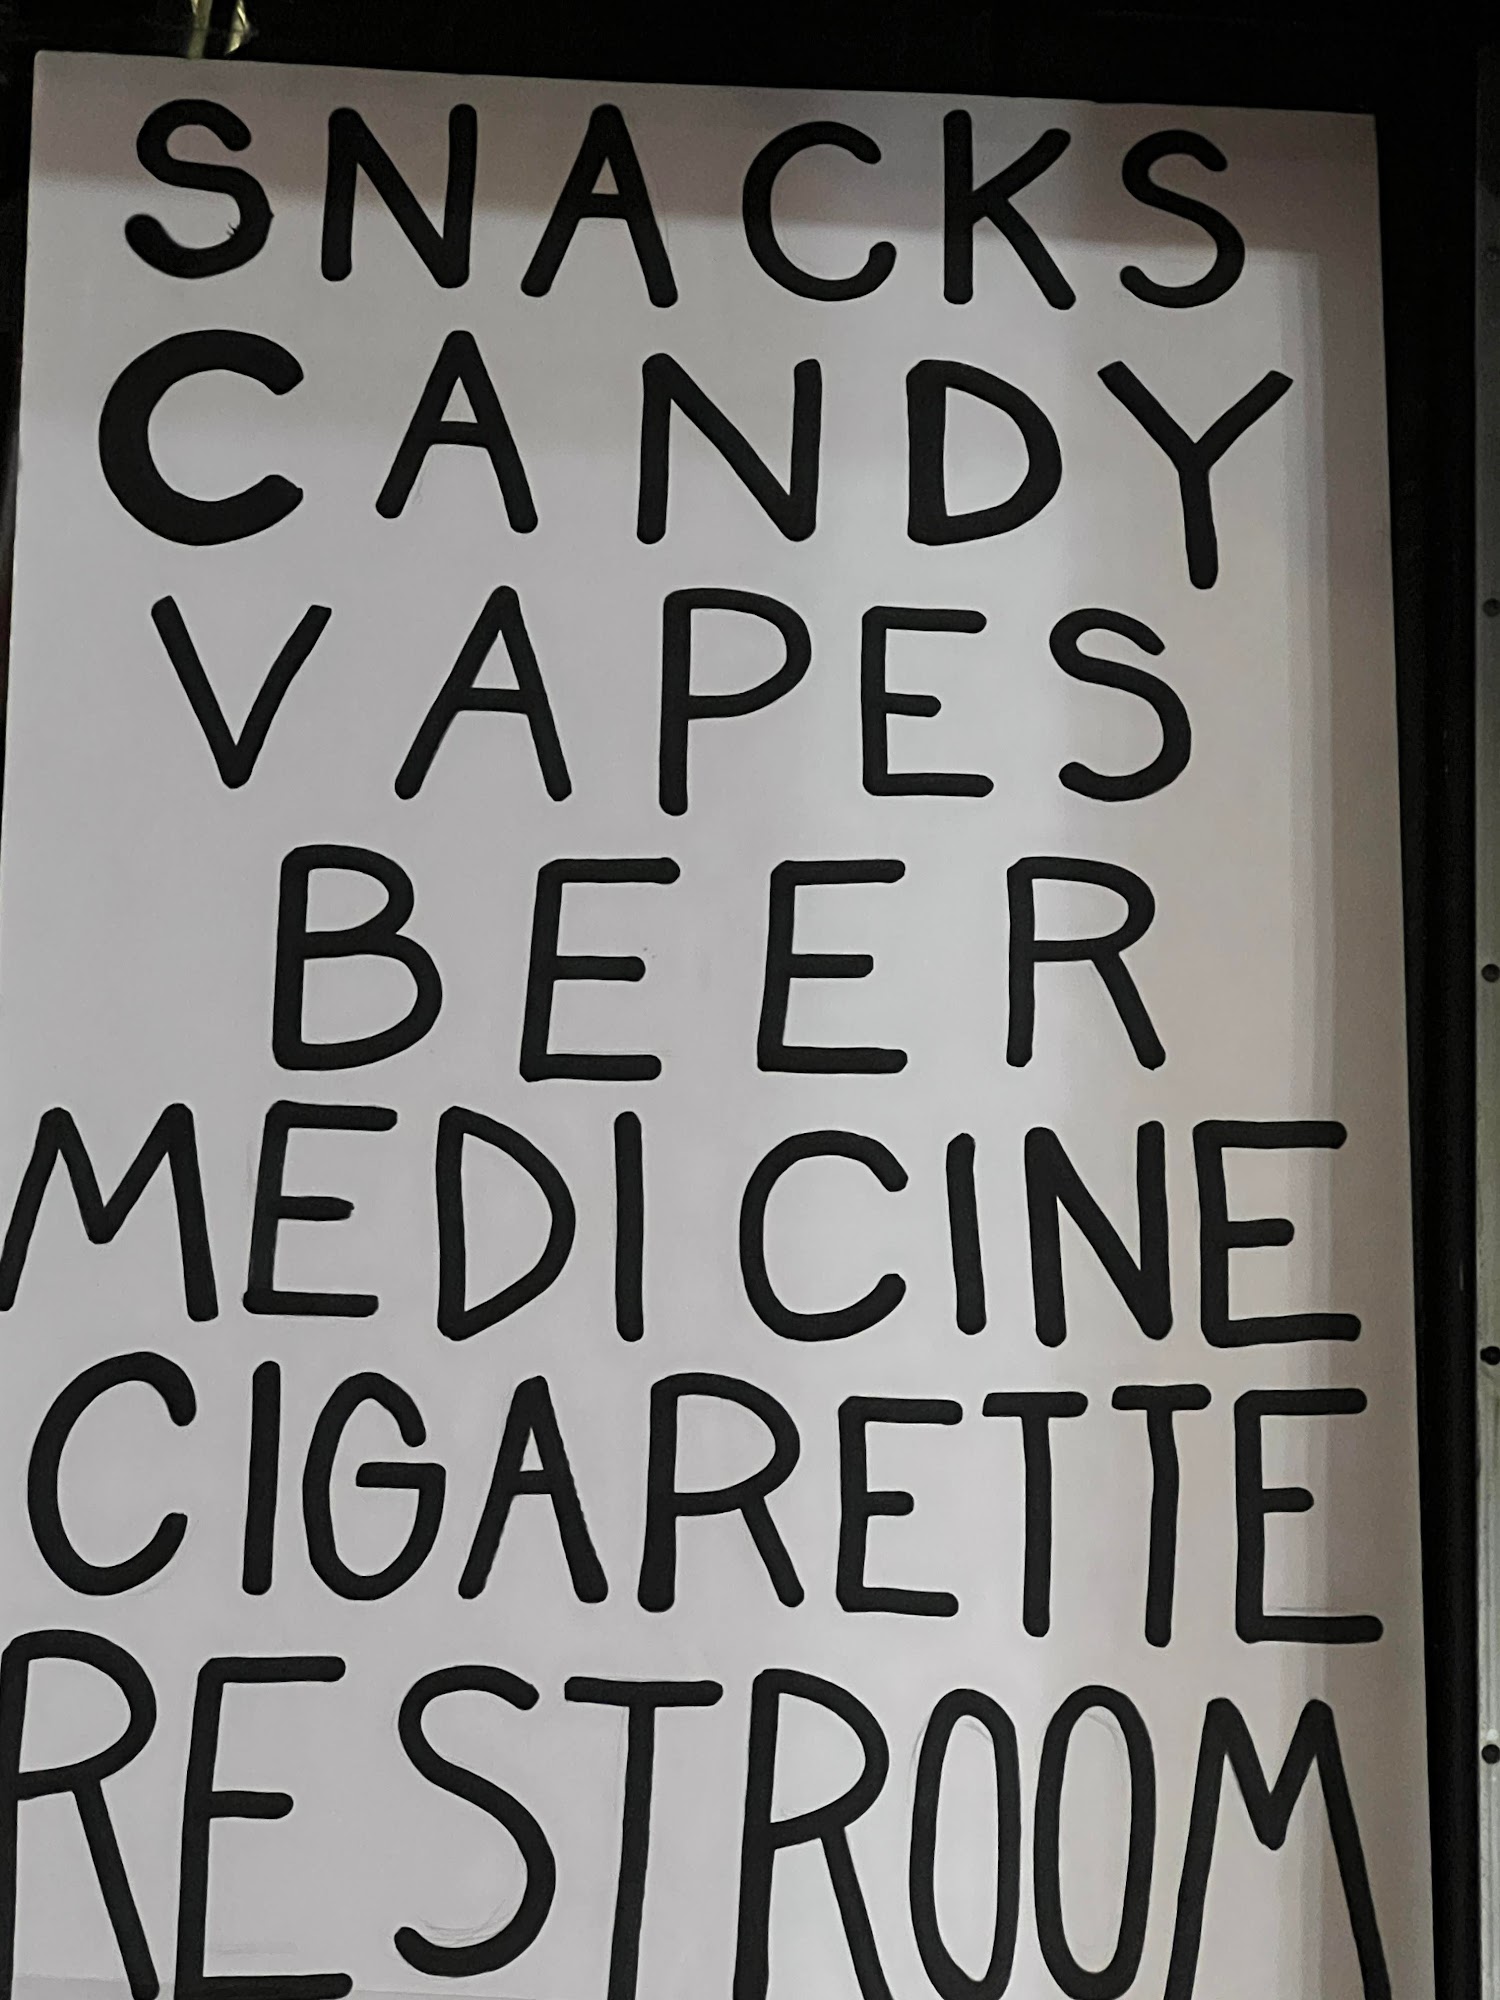 SNACKS
CANDY
VAPES
BEER
MEDICINE
CIGARETTE
RESTROOM